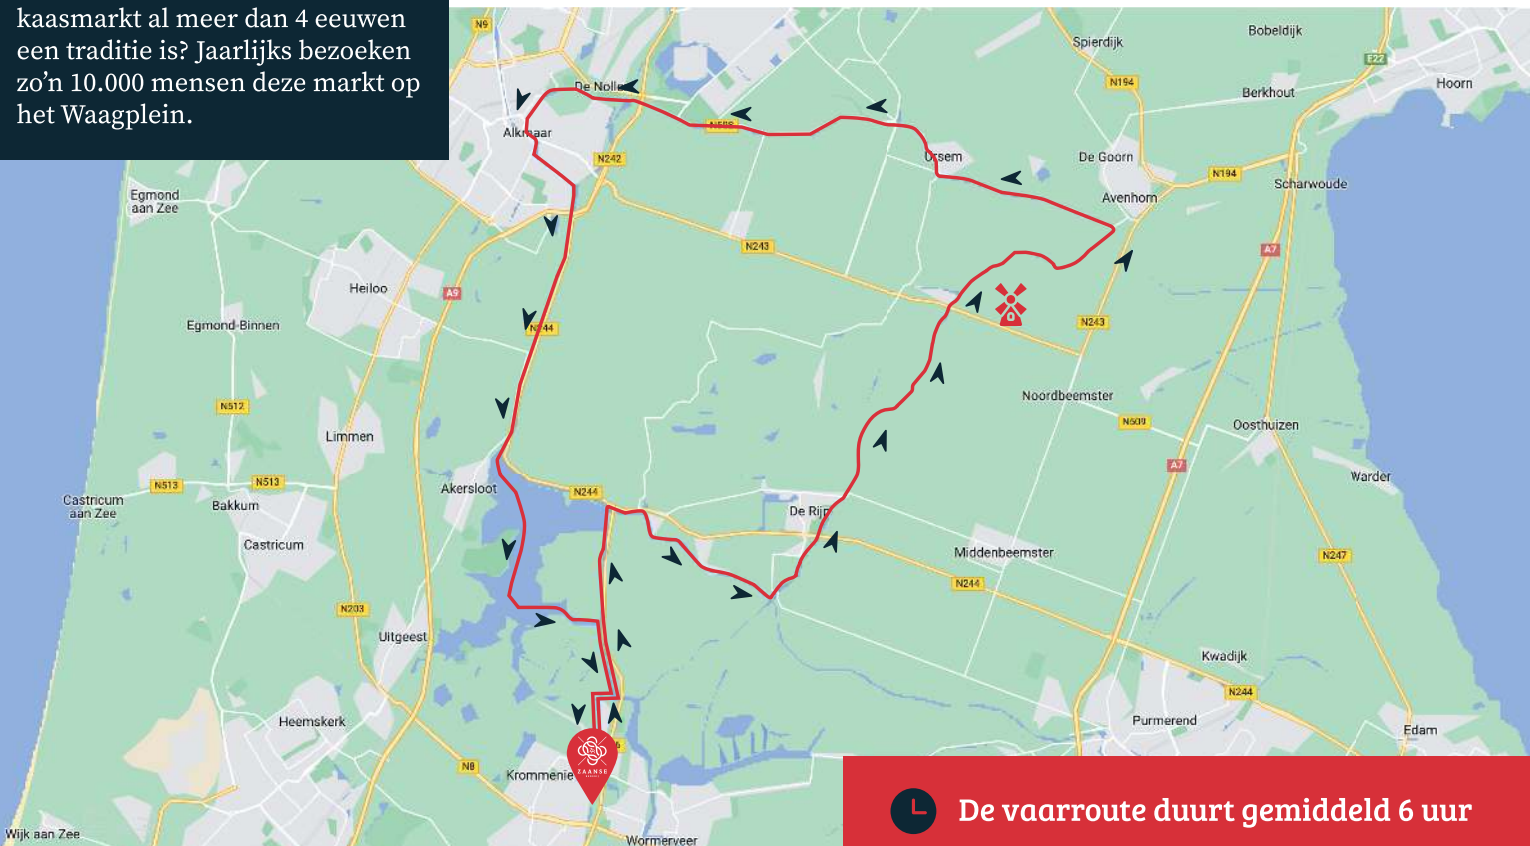 kaasmarkt al meer dan 4 eeuwen
een traditie is? Jaarlijks bezoeken
zo’n 10.000 mensen deze markt op
het Waagplein.
N9
Spierdijk
Bobeldijk
E22
Hoorn
De Nolle
N194
Berkhout
Alkmaar
N242
Ursem
De Goorn
N194
Scharwoude
Egmond
aan Zee
Avenhorn
N243
A7
Heiloo
A9
Egmond-Binnen
N244
N243
Noordbeemster
N512
N509
Oosthuizen
Limmen
A7
Warder
N513
N513
Akersloot
N244
Castricum
aan Zee
Bakkum
De Rijp
Castricum
Middenbeemster
N247
N244
N203
Uitgeest
Kwadijk
N244
Heemskerk
Purmerend
Edam
N8
Krommenie
ZAANSE
Wijk aan Zee
Wormerveer
De vaarroute duurt gemiddeld 6 uur